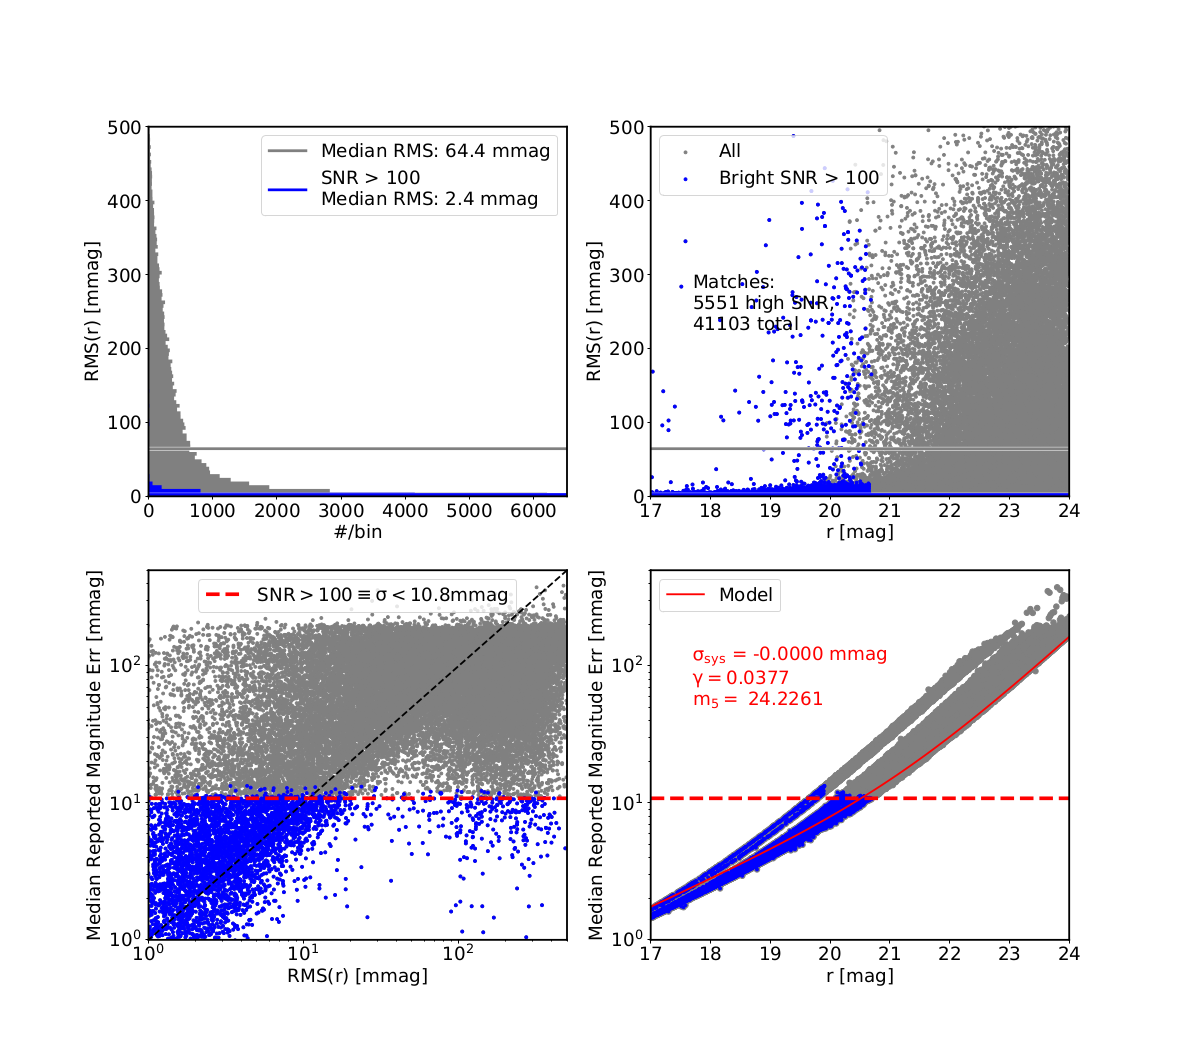 500
400
300
200
100
0
RMS(r) [mmag]
Median RMS: 64.4 mmag
SNR > 100
Median RMS: 2.4 mmag
0 1000 2000 3000 4000 5000 6000
#/bin
500
400
300
200
100
0
RMS(r) [mmag]
All
Bright SNR > 100
Matches:
5551 high SNR,
41103 total
17 18 19 20 21 22 23 24
r [mag]
10²
10¹
10⁰
Median Reported Magnitude Err [mmag]
SNR > 100 ≡ σ < 10.8mmag
10⁰ 10¹ 10²
RMS(r) [mmag]
10²
10¹
10⁰
Median Reported Magnitude Err [mmag]
Model
σsys = -0.0000 mmag
γ = 0.0377
m₅ = 24.2261
17 18 19 20 21 22 23 24
r [mag]